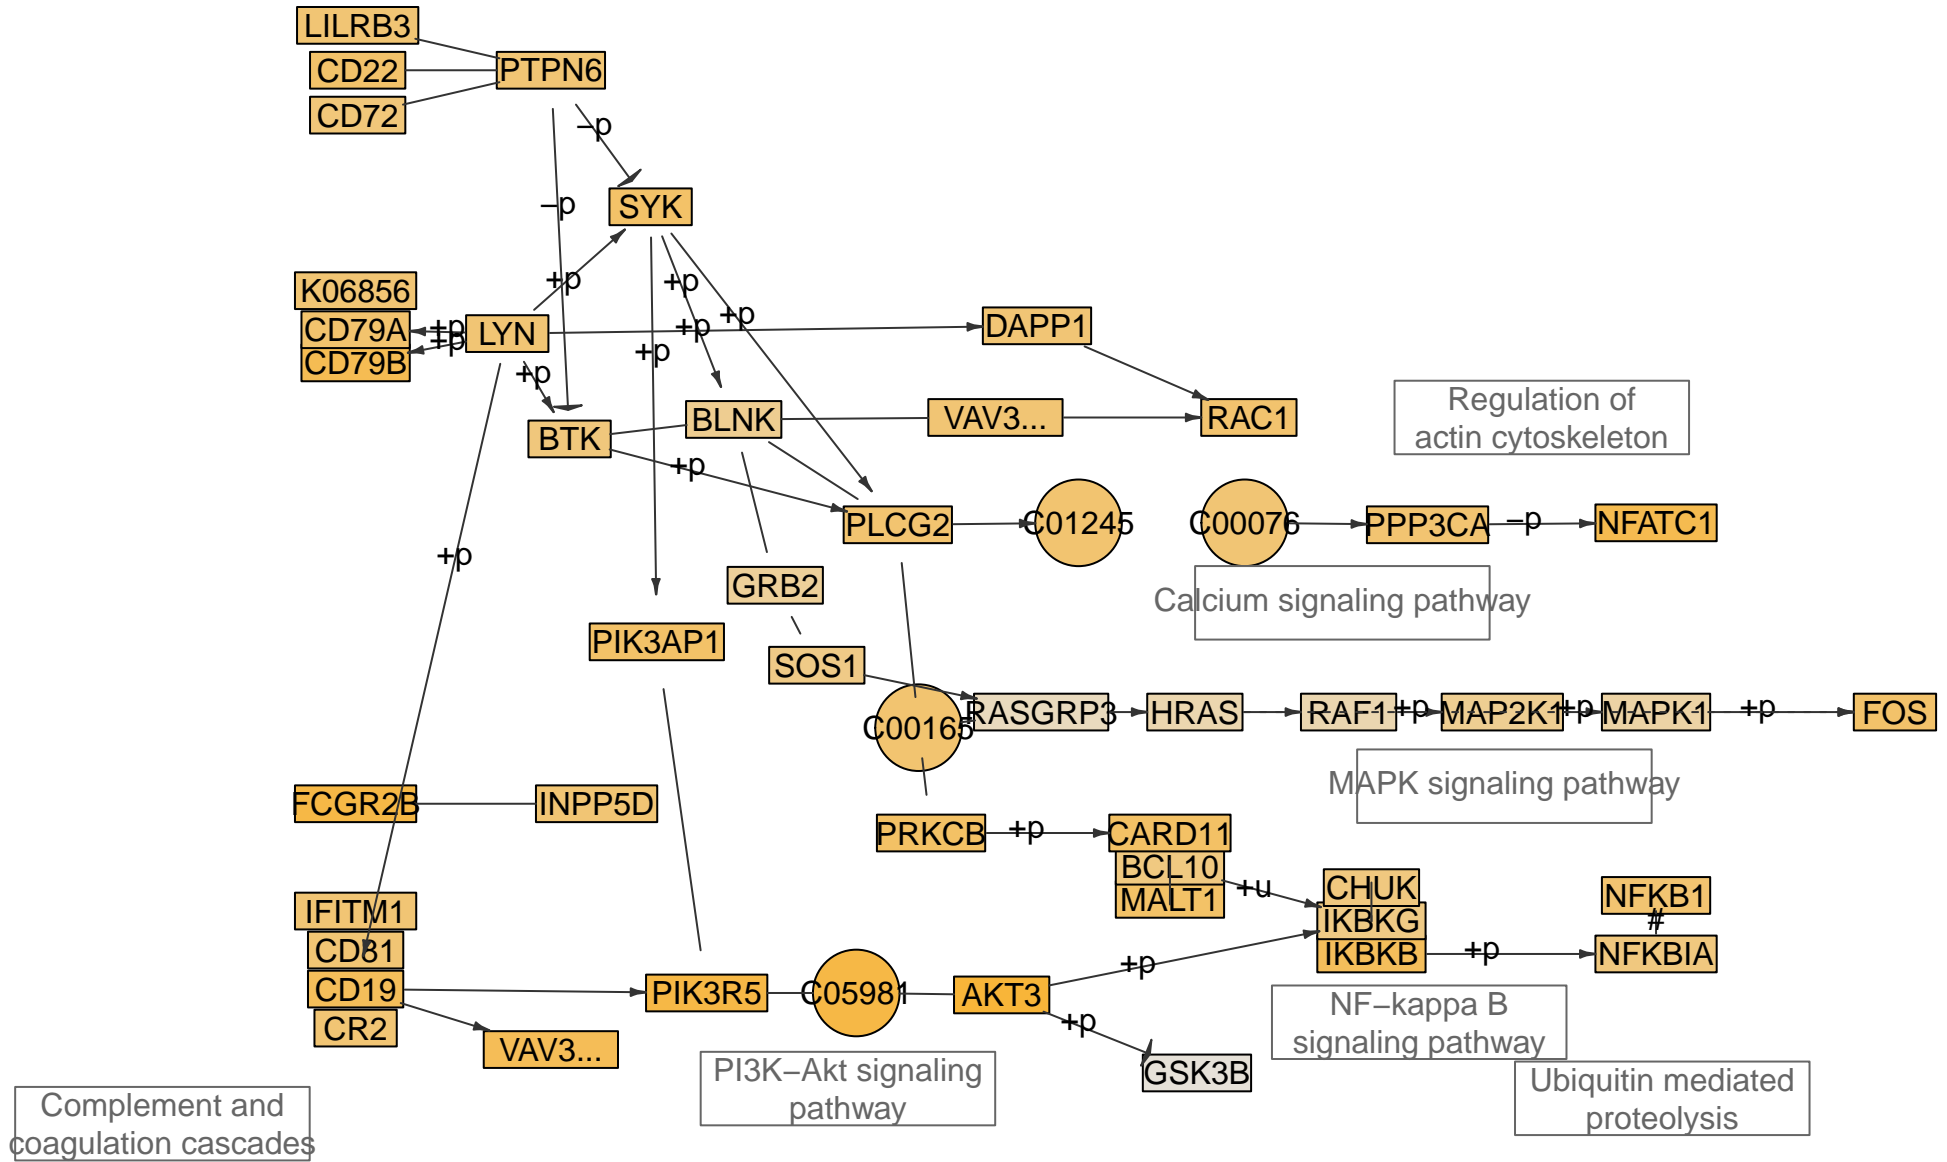 LILRB3
CD22
PTPN6
CD72
–p
SYK
–p
+p
+p
K06856
CD79A
+p
LYN
+p
+p
DAPP1
CD79B
+p
+p
+p
BTK
BLNK
VAV3...
RAC1
Regulation of
actin cytoskeleton
+p
PLCG2
C01245
C00076
PPP3CA
–p
NFATC1
+p
GRB2
Calcium signaling pathway
PIK3AP1
SOS1
C00165
RASGRP3
HRAS
RAF1
+p
MAP2K1
+p
MAPK1
+p
FOS
MAPK signaling pathway
FCGR2B
INPP5D
PRKCB
+p
CARD11
BCL10
MALT1
+u
CHUK
IKBKG
IKBKB
NFKB1
#
+p
NFKBIA
IFITM1
CD81
CD19
CR2
PIK3R5
C05981
AKT3
+p
+p
VAV3...
GSK3B
NF–kappa B
signaling pathway
PI3K–Akt signaling
pathway
Ubiquitin mediated
proteolysis
Complement and
coagulation cascades